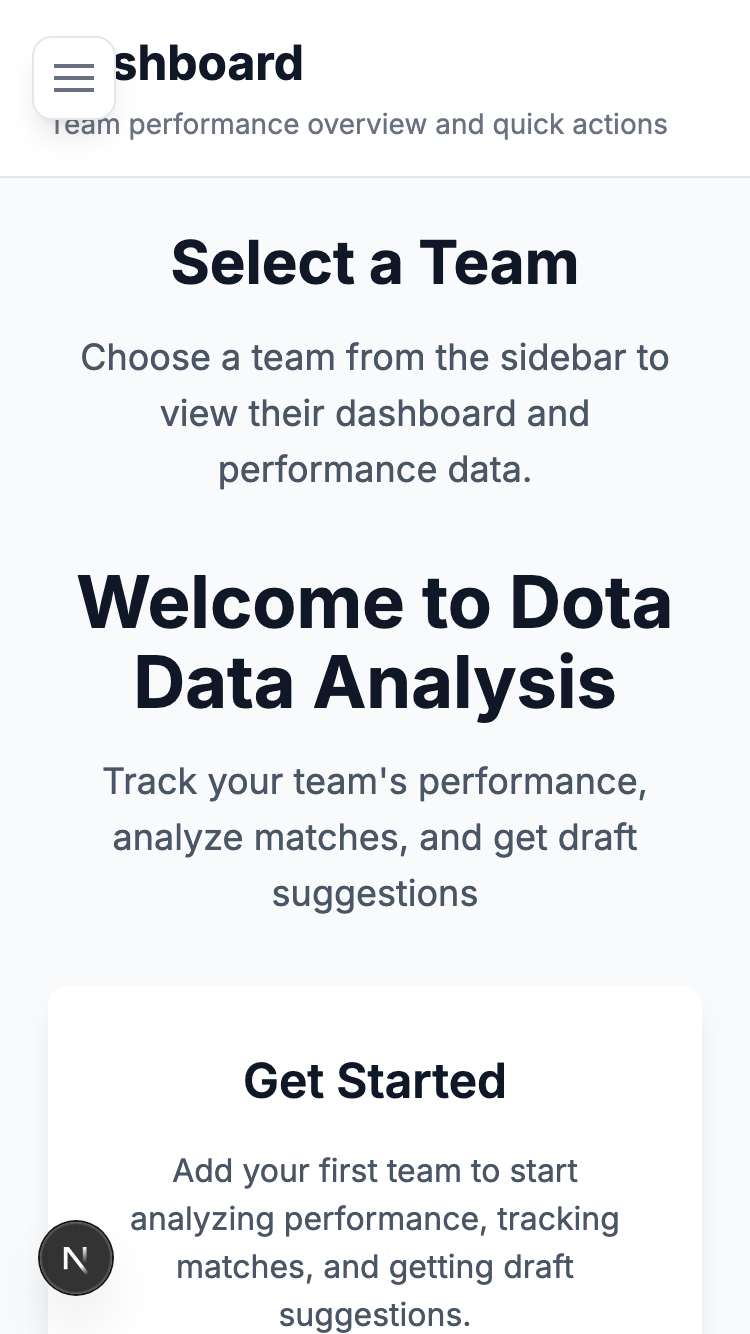 shboard
Team performance overview and quick actions
Select a Team
Choose a team from the sidebar to
view their dashboard and
performance data.
Welcome to Dota
Data Analysis
Track your team's performance,
analyze matches, and get draft
suggestions
Get Started
Add your first team to start
analyzing performance, tracking
matches, and getting draft
suggestions.
N